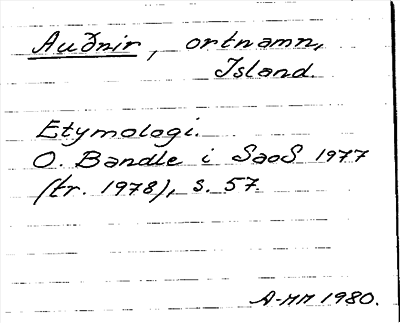 Auðnir, ortnamn,
Island.
Etymologi.
O. Bandle i SaoS 1977
(tr. 1978), s. 57
A-MM 1980.